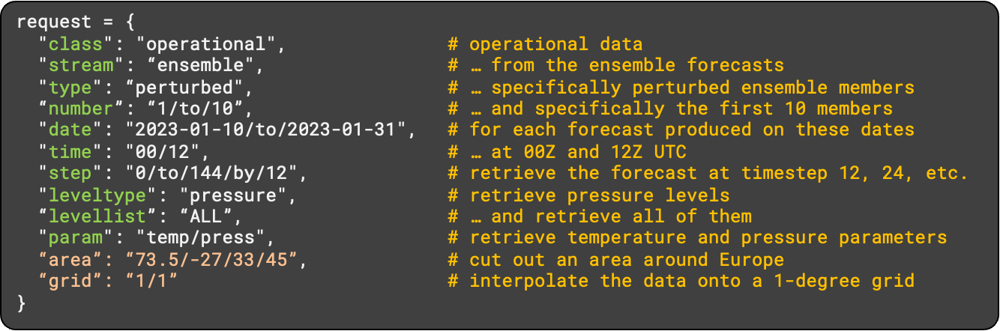 request = {
  "class": "operational",               # operational data
  "stream": “ensemble",                 # … from the ensemble forecasts
  "type": “perturbed",                  # … specifically perturbed ensemble members
  “number”: “1/to/10”,                  # … and specifically the first 10 members
  "date": "2023-01-10/to/2023-01-31",   # for each forecast produced on these dates
  "time": "00/12",                      # … at 00Z and 12Z UTC
  "step": "0/to/144/by/12",             # retrieve the forecast at timestep 12, 24, etc.
  "leveltype": "pressure",              # retrieve pressure levels
  “levellist”: “ALL”,                   # … and retrieve all of them
  "param": "temp/press",                # retrieve temperature and pressure parameters
  “area”: “73.5/-27/33/45”,             # cut out an area around Europe
  “grid”: “1/1”                         # interpolate the data onto a 1-degree grid
}